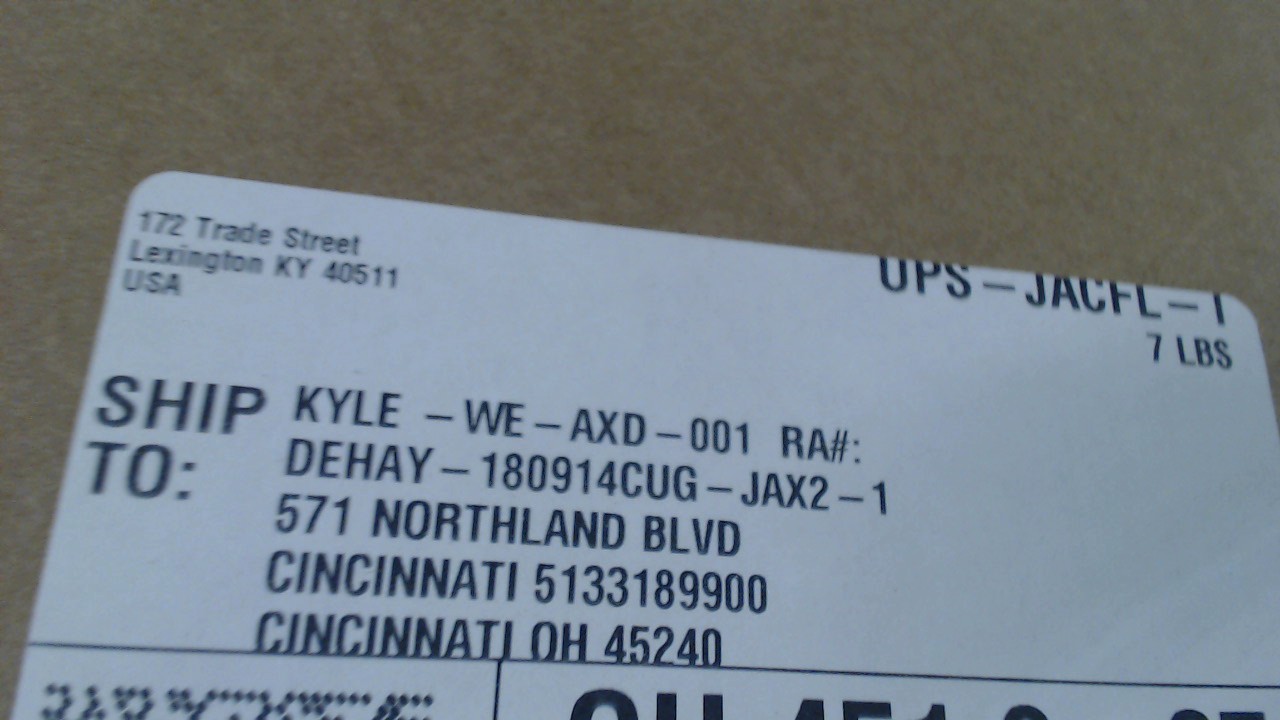 172 Trade Street
Lexington KY 40511
USA
UPS-JACFL-1
7 LBS
SHIP TO:
KYLE -WE-AXD-001 RA#:
DEHAY-180914CUG-JAX2-1
571 NORTHLAND BLVD
CINCINNATI 5133189900
CINCINNATI OH 45240